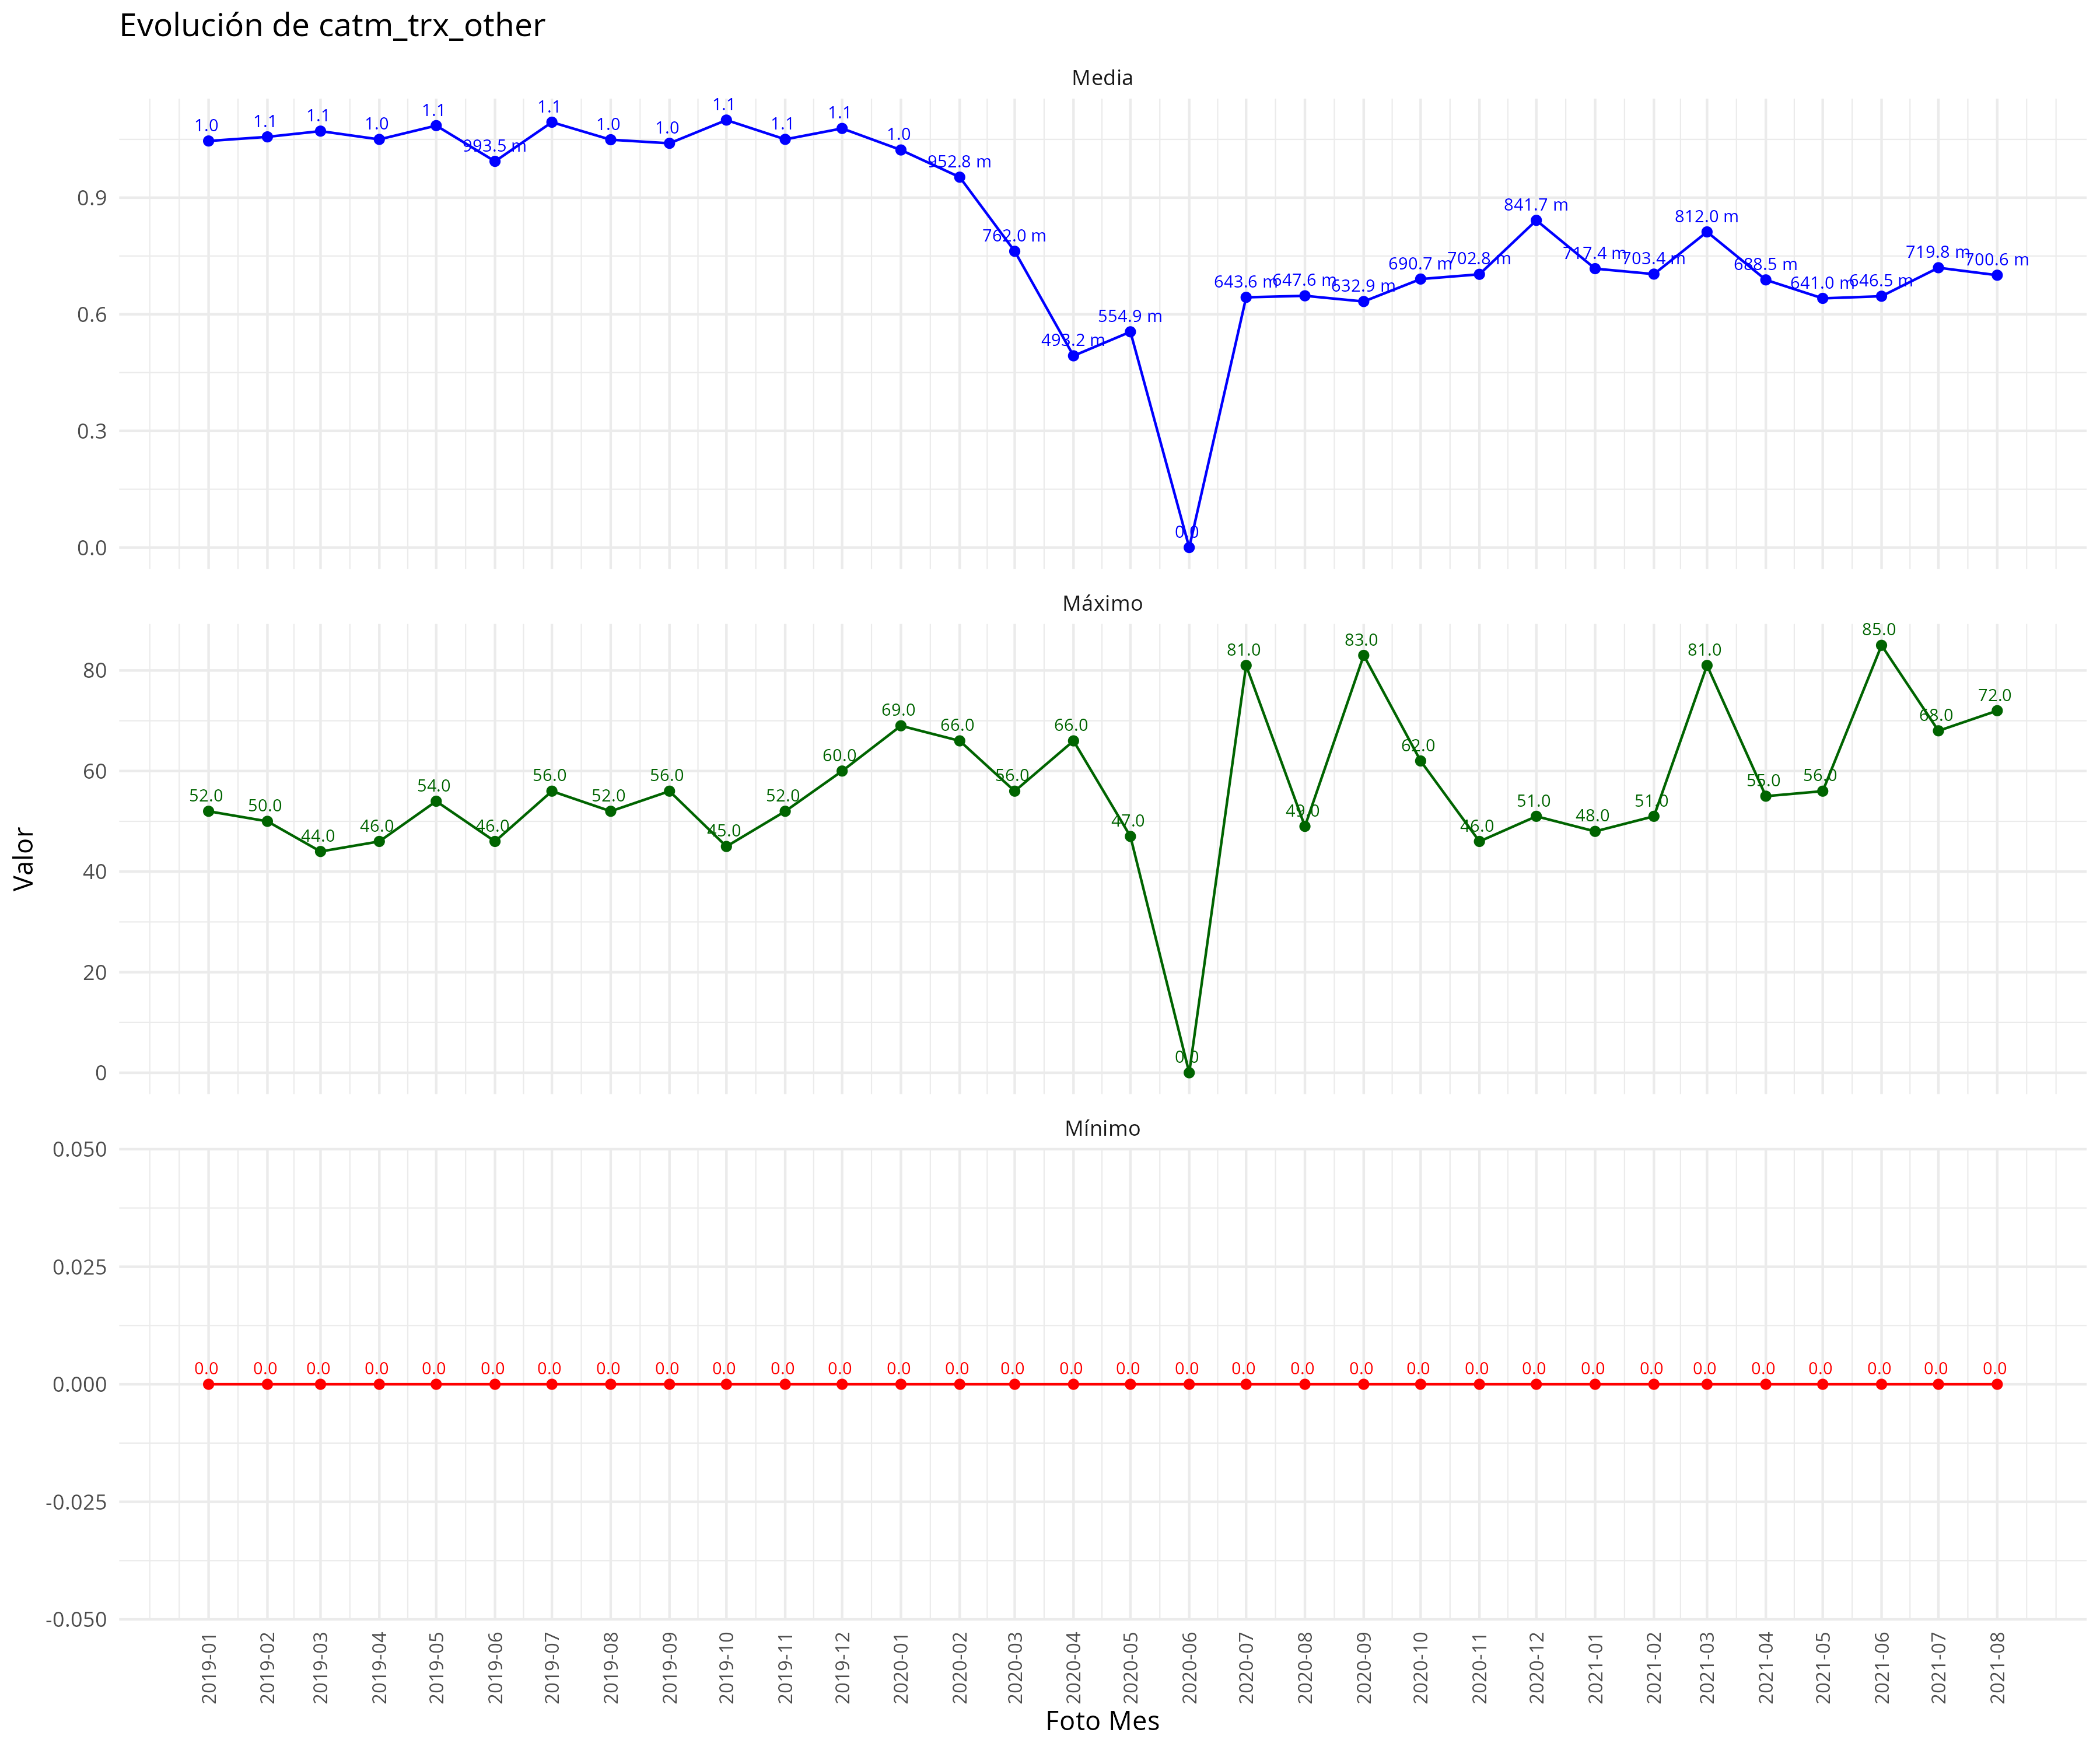 Evolución de catm_trx_other
Media
1.0 1.1 1.1 1.0 1.1 993.5 m 1.1 1.0 1.0 1.1 1.1 1.1 1.0 952.8 m 762.0 m 493.2 m 554.9 m 0.0 643.6 m 647.6 m 632.9 m 690.7 m 702.8 m 841.7 m 717.4 m 703.4 m 812.0 m 688.5 m 641.0 m 646.5 m 719.8 m 700.6 m
0.9
0.6
0.3
0.0
Máximo
52.0 50.0 44.0 46.0 54.0 46.0 56.0 52.0 56.0 45.0 52.0 60.0 69.0 66.0 56.0 66.0 47.0 0.0 81.0 49.0 83.0 62.0 46.0 51.0 48.0 51.0 81.0 55.0 56.0 85.0 68.0 72.0
80
60
40
20
0
Valor
Mínimo
0.0 0.0 0.0 0.0 0.0 0.0 0.0 0.0 0.0 0.0 0.0 0.0 0.0 0.0 0.0 0.0 0.0 0.0 0.0 0.0 0.0 0.0 0.0 0.0 0.0 0.0 0.0 0.0 0.0 0.0 0.0 0.0
0.050
0.025
0.000
-0.025
-0.050
2019-01 2019-02 2019-03 2019-04 2019-05 2019-06 2019-07 2019-08 2019-09 2019-10 2019-11 2019-12 2020-01 2020-02 2020-03 2020-04 2020-05 2020-06 2020-07 2020-08 2020-09 2020-10 2020-11 2020-12 2021-01 2021-02 2021-03 2021-04 2021-05 2021-06 2021-07 2021-08
Foto Mes